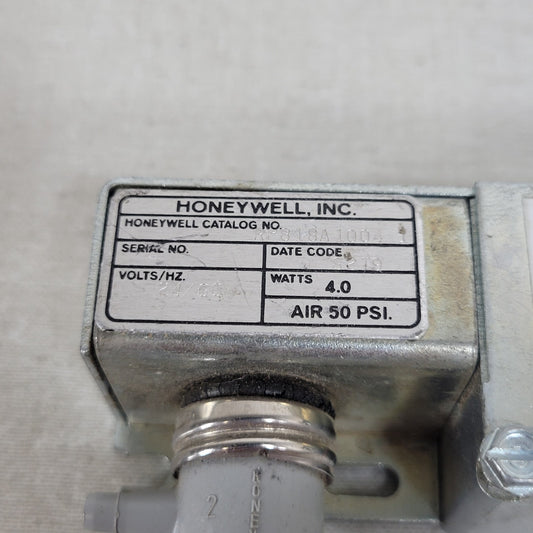 HONEYWELL, INC.
HONEYWELL CATALOG NO.
SERIAL NO.
DATE CODE
VOLTS/HZ.
WATTS 4.0
AIR 50 PSI.
2